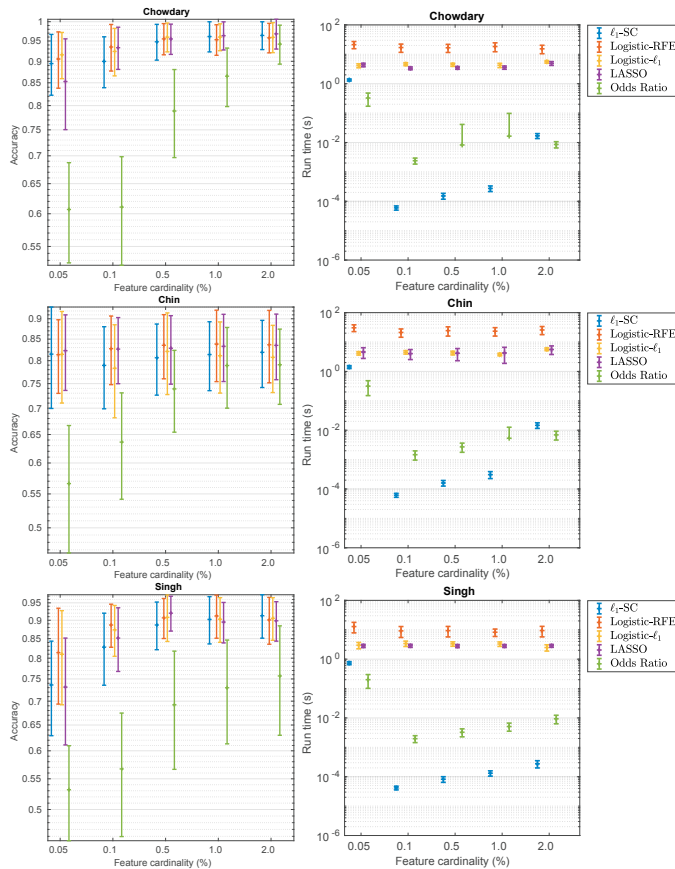 Chowdary
1
0.95
0.9
0.85
0.8
0.7
0.6
0.55
Accuracy
0.05
0.1
0.5
1.0
2.0
Feature cardinality (%)
Chowdary
10^2
10^0
10^-2
10^-4
10^-6
Run time (s)
0.05
0.1
0.5
1.0
2.0
Feature cardinality (%)
ℓ1-SC
Logistic-RFE
Logistic-ℓ1
LASSO
Odds Ratio
Chin
0.9
0.85
0.8
0.75
0.7
0.65
0.6
0.55
0.5
Accuracy
0.05
0.1
0.5
1.0
2.0
Feature cardinality (%)
Chin
10^2
10^0
10^-2
10^-4
10^-6
Run time (s)
0.05
0.1
0.5
1.0
2.0
Feature cardinality (%)
ℓ1-SC
Logistic-RFE
Logistic-ℓ1
LASSO
Odds Ratio
Singh
0.95
0.9
0.85
0.8
0.75
0.7
0.65
0.6
0.55
0.5
Accuracy
0.05
0.1
0.5
1.0
2.0
Feature cardinality (%)
Singh
10^2
10^0
10^-2
10^-4
10^-6
Run time (s)
0.05
0.1
0.5
1.0
2.0
Feature cardinality (%)
ℓ1-SC
Logistic-RFE
Logistic-ℓ1
LASSO
Odds Ratio